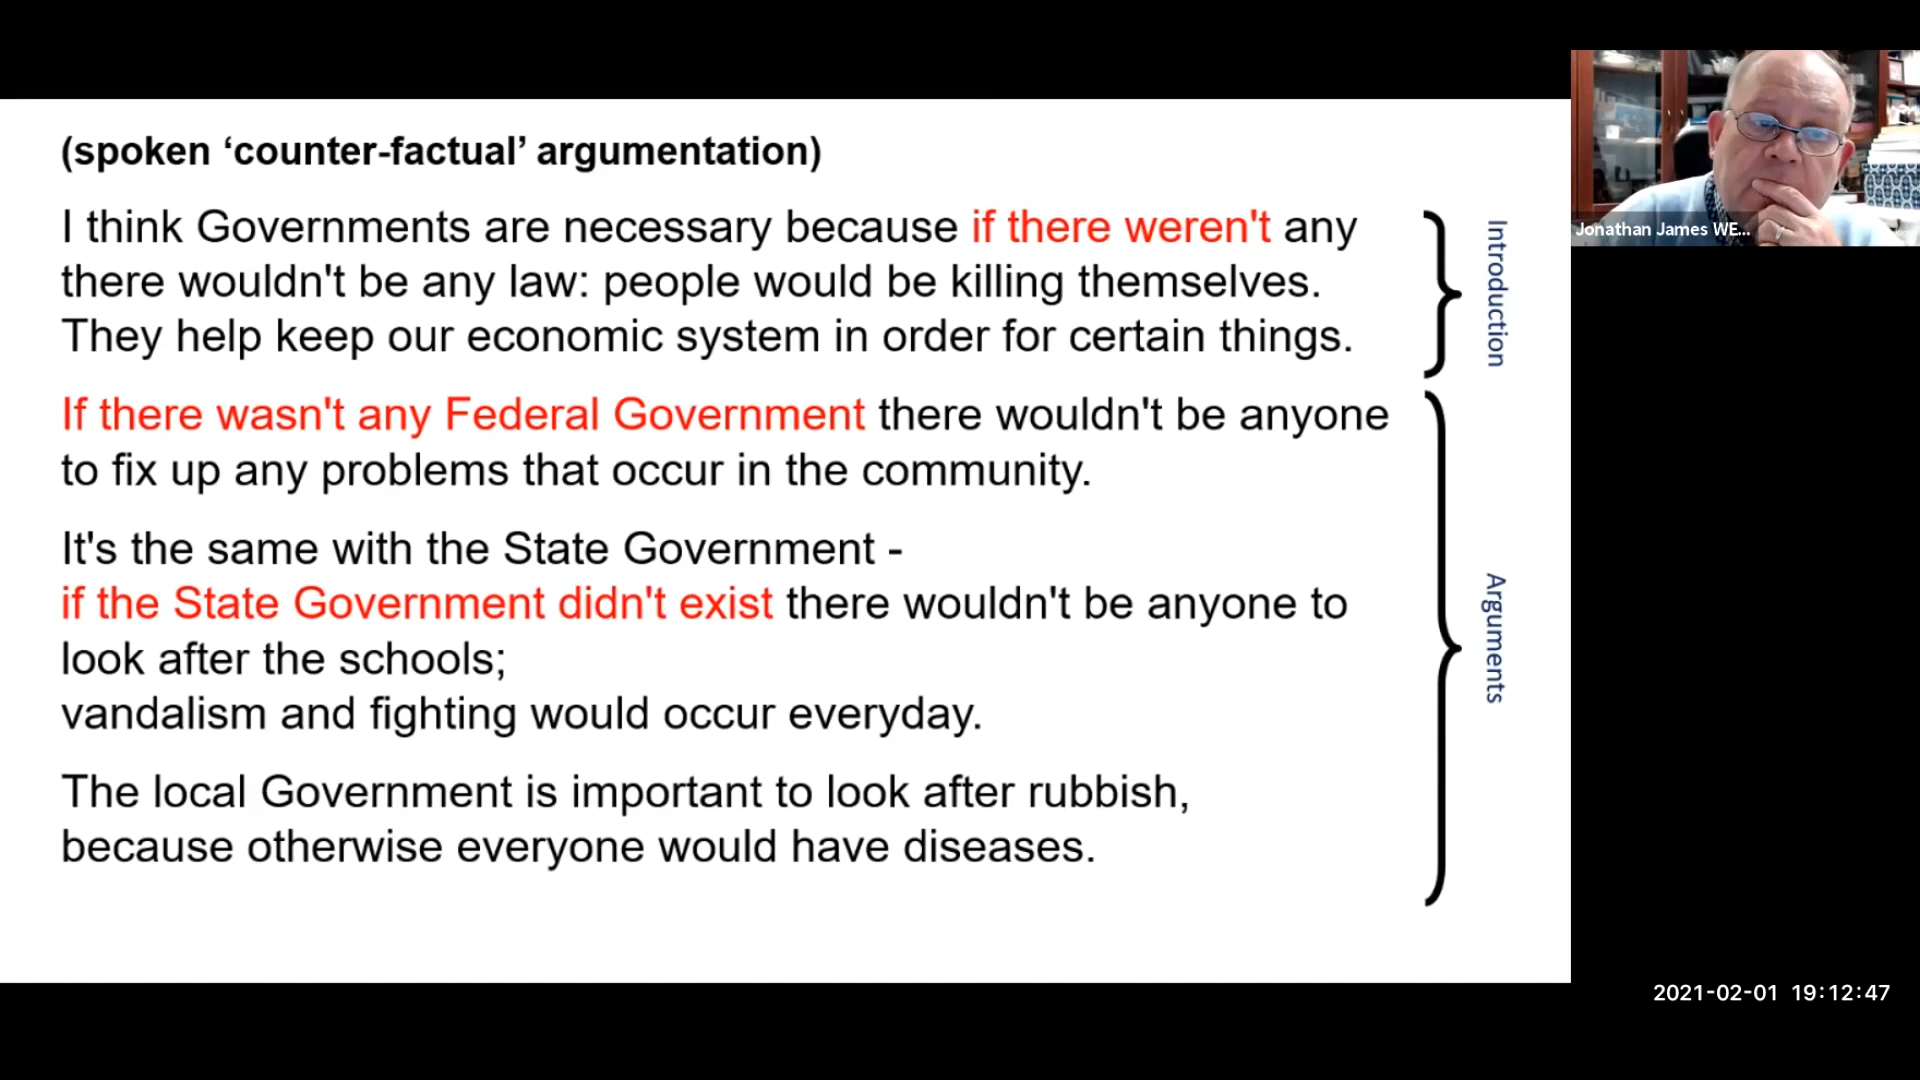 (spoken ‘counter-factual’ argumentation)
I think Governments are necessary because if there weren't any
there wouldn't be any law: people would be killing themselves.
They help keep our economic system in order for certain things.
Introduction
If there wasn't any Federal Government there wouldn't be anyone
to fix up any problems that occur in the community.
It's the same with the State Government -
if the State Government didn't exist there wouldn't be anyone to
look after the schools;
vandalism and fighting would occur everyday.
The local Government is important to look after rubbish,
because otherwise everyone would have diseases.
Arguments
Jonathan James WE...
2021-02-01 19:12:47